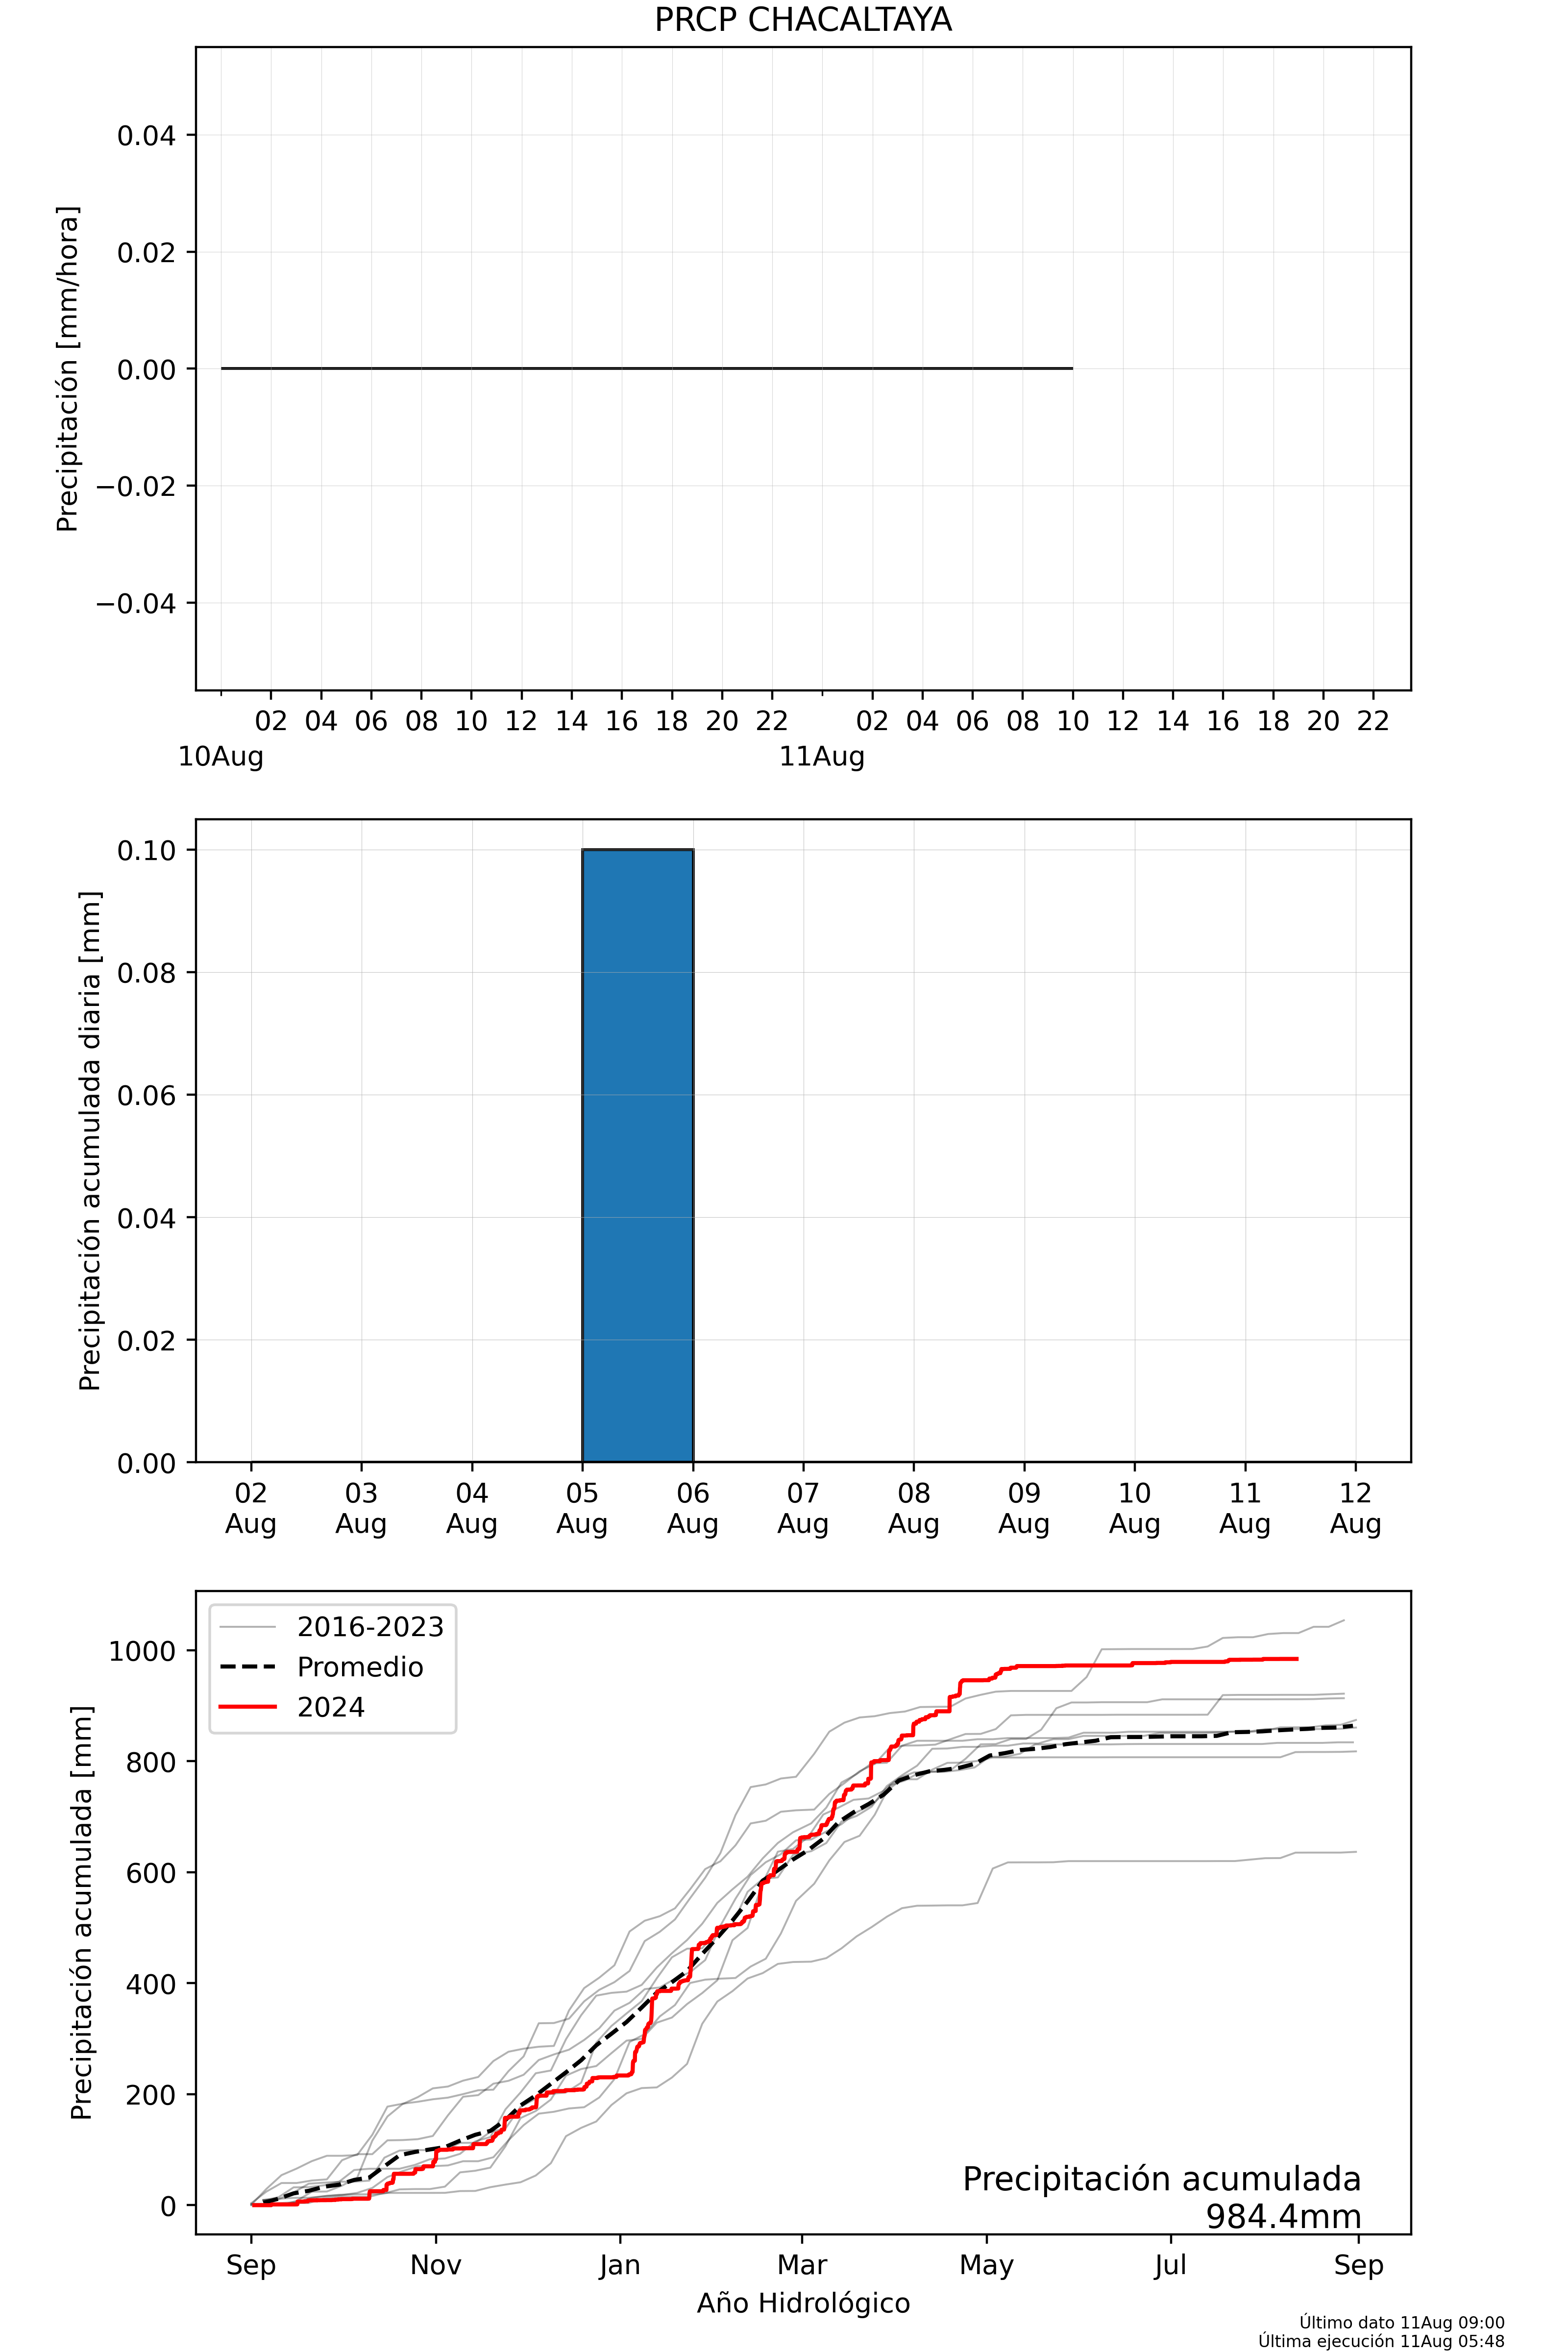 PRCP CHACALTAYA
Precipitación [mm/hora]
0.04
0.02
0.00
−0.02
−0.04
02 04 06 08 10 12 14 16 18 20 22 02 04 06 08 10 12 14 16 18 20 22
10Aug 11Aug
Precipitación acumulada diaria [mm]
0.10
0.08
0.06
0.04
0.02
0.00
02 03 04 05 06 07 08 09 10 11 12
Aug Aug Aug Aug Aug Aug Aug Aug Aug Aug Aug
Precipitación acumulada [mm]
1000
800
600
400
200
0
2016-2023
Promedio
2024
Precipitación acumulada
984.4mm
Sep Nov Jan Mar May Jul Sep
Año Hidrológico
Último dato 11Aug 09:00
Última ejecución 11Aug 05:48